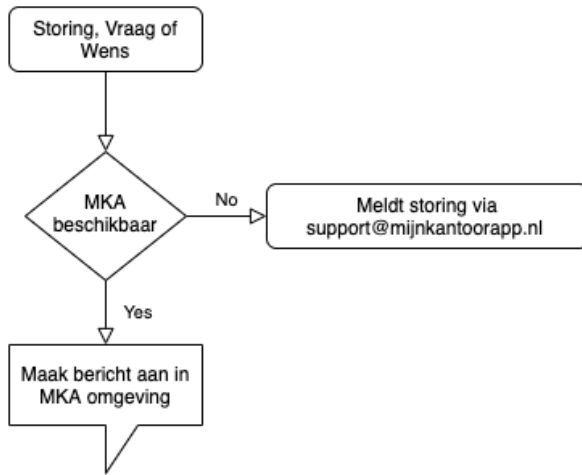 Storing, Vraag of
Wens
MKA
beschikbaar
No
Meldt storing via
support@mijnkantoorapp.nl
Yes
Maak bericht aan in
MKA omgeving